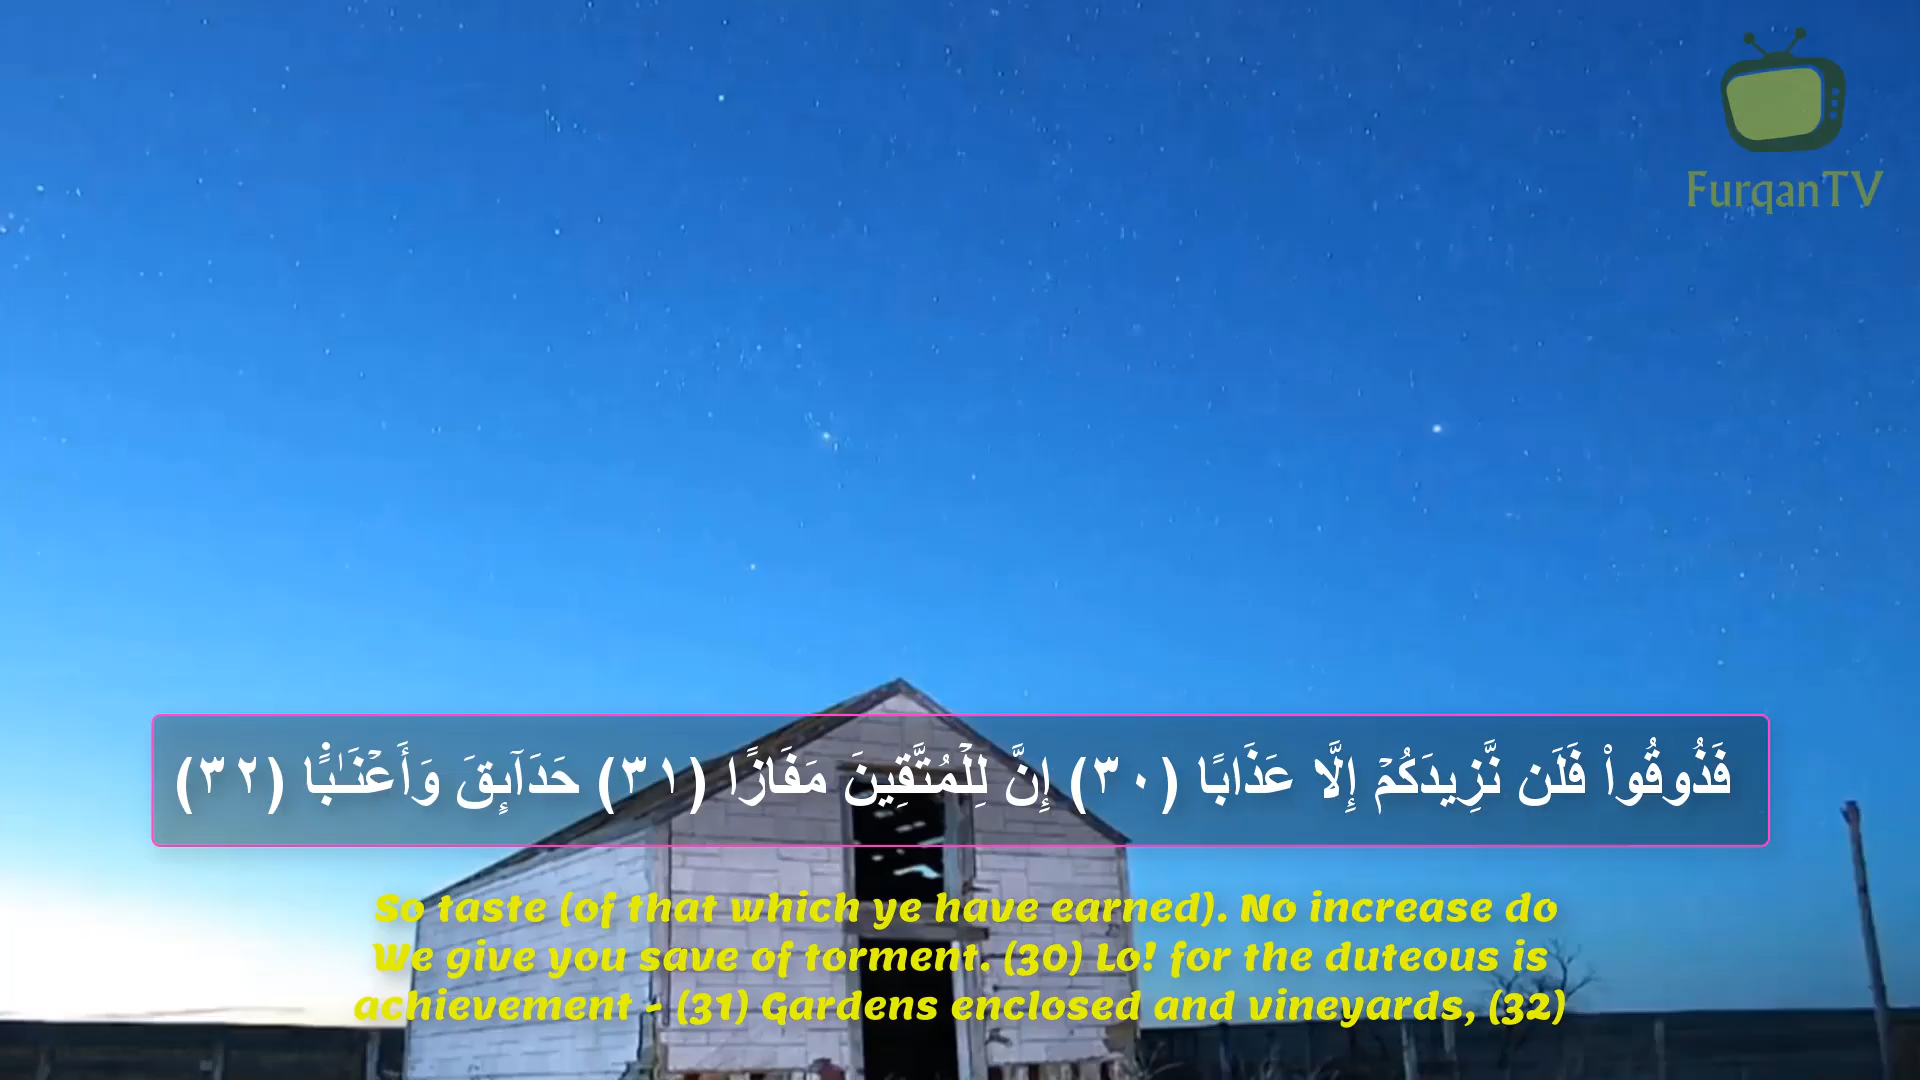 FurqanTV
فَذُوقُوا۟ فَلَن نَّزِيدَكُمْ إِلَّا عَذَابًا (٣٠) إِنَّ لِلْمُتَّقِينَ مَفَازًا (٣١) حَدَآئِقَ وَأَعْنَـٰبًۭا (٣٢)
So taste (of that which ye have earned). No increase do
We give you save of torment. (30) Lo! for the duteous is
achievement - (31) Gardens enclosed and vineyards, (32)